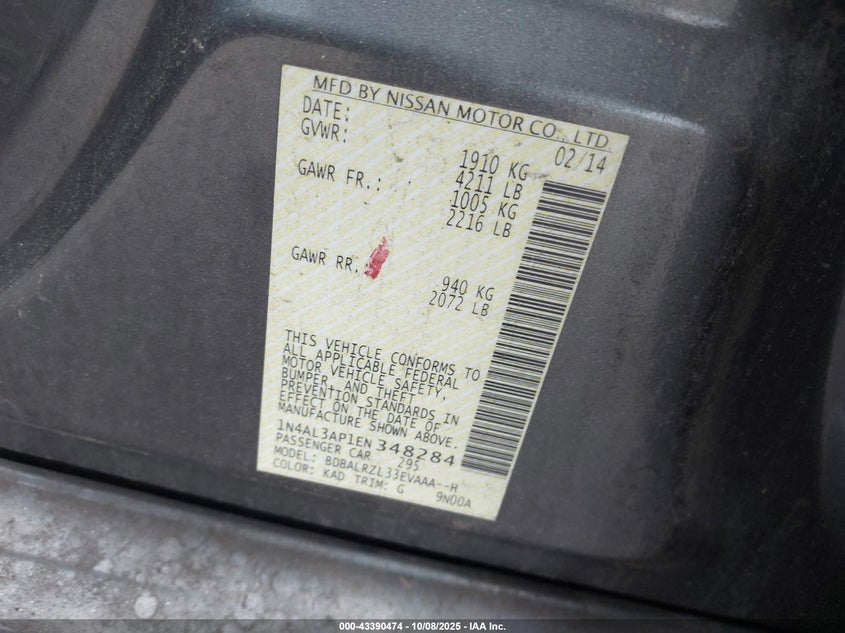 MFD BY NISSAN MOTOR CO., LTD.
DATE: 02/14
GVWR: 1910 KG
4211 LB
GAWR FR.: 1005 KG
2216 LB
GAWR RR.: 940 KG
2072 LB
THIS VEHICLE CONFORMS TO
ALL APPLICABLE FEDERAL
MOTOR VEHICLE SAFETY,
BUMPER, AND THEFT
PREVENTION STANDARDS IN
EFFECT ON THE DATE OF
MANUFACTURE SHOWN ABOVE.
1N4AL3AP1EN 348284
PASSENGER CAR 295
MODEL: BDBALRZL33EVAAA--H
COLOR: KAD TRIM: G 9N00A
000-43390474 - 10/08/2025 - IAA Inc.